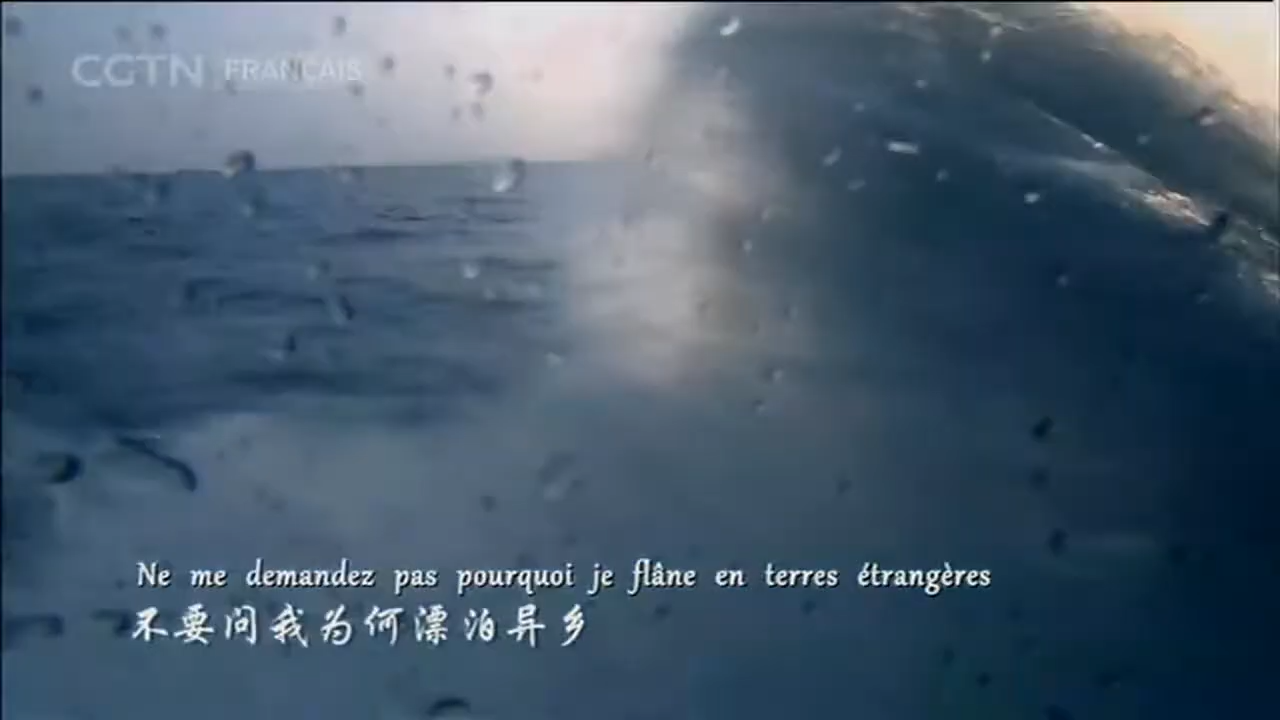 CGTN FRANÇAIS
Ne me demandez pas pourquoi je flâne en terres étrangères
不要问我为何漂泊异乡